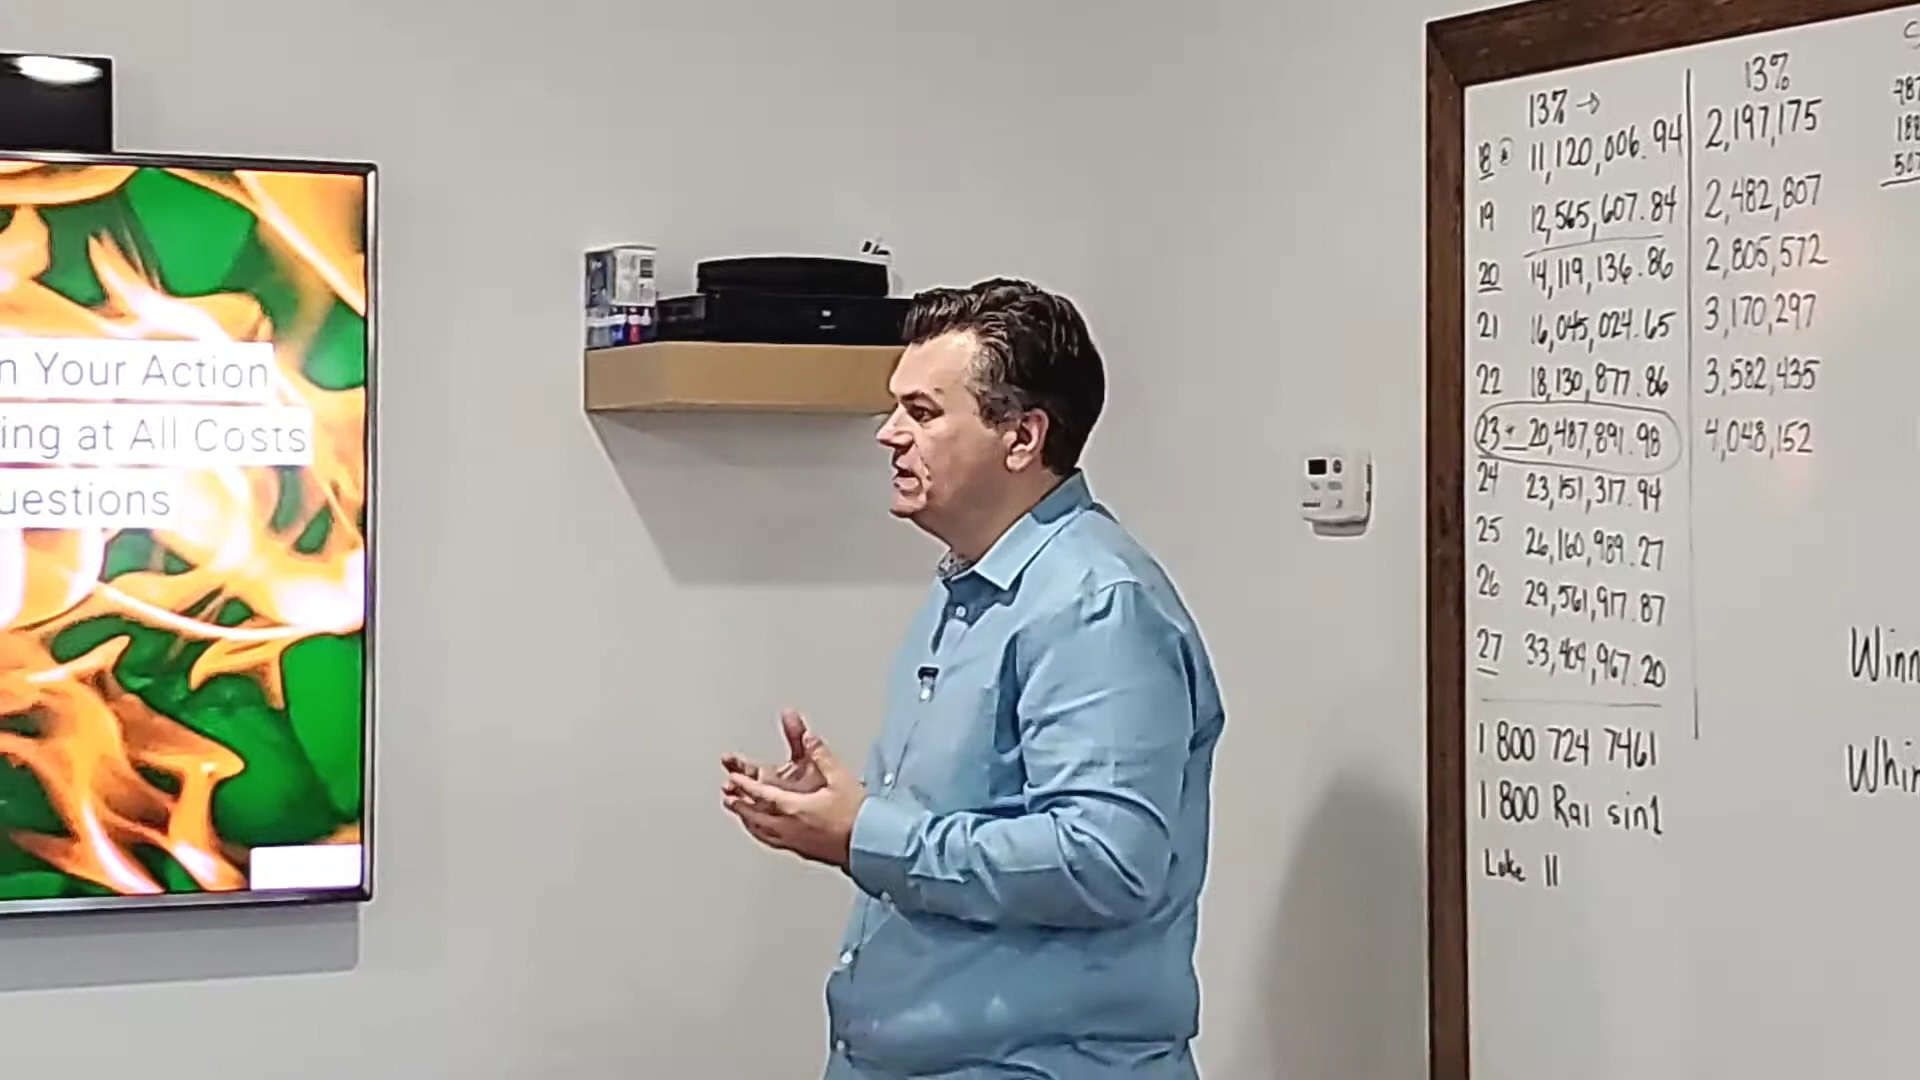 n Your Action
ing at All Costs
uestions
13% →
18 11,120,006.94
19 12,565,607.84
20 14,119,136.86
21 16,045,024.65
22 18,130,877.86
23 * 20,487,891.98
24 23,151,317.94
25 26,160,989.27
26 29,561,917.87
27 33,404,967.20
1 800 724 7461
1 800 Rai sin1
Luke 11
13%
2,197,175
2,482,807
2,805,572
3,170,297
3,582,435
4,048,152
Winn
Whin